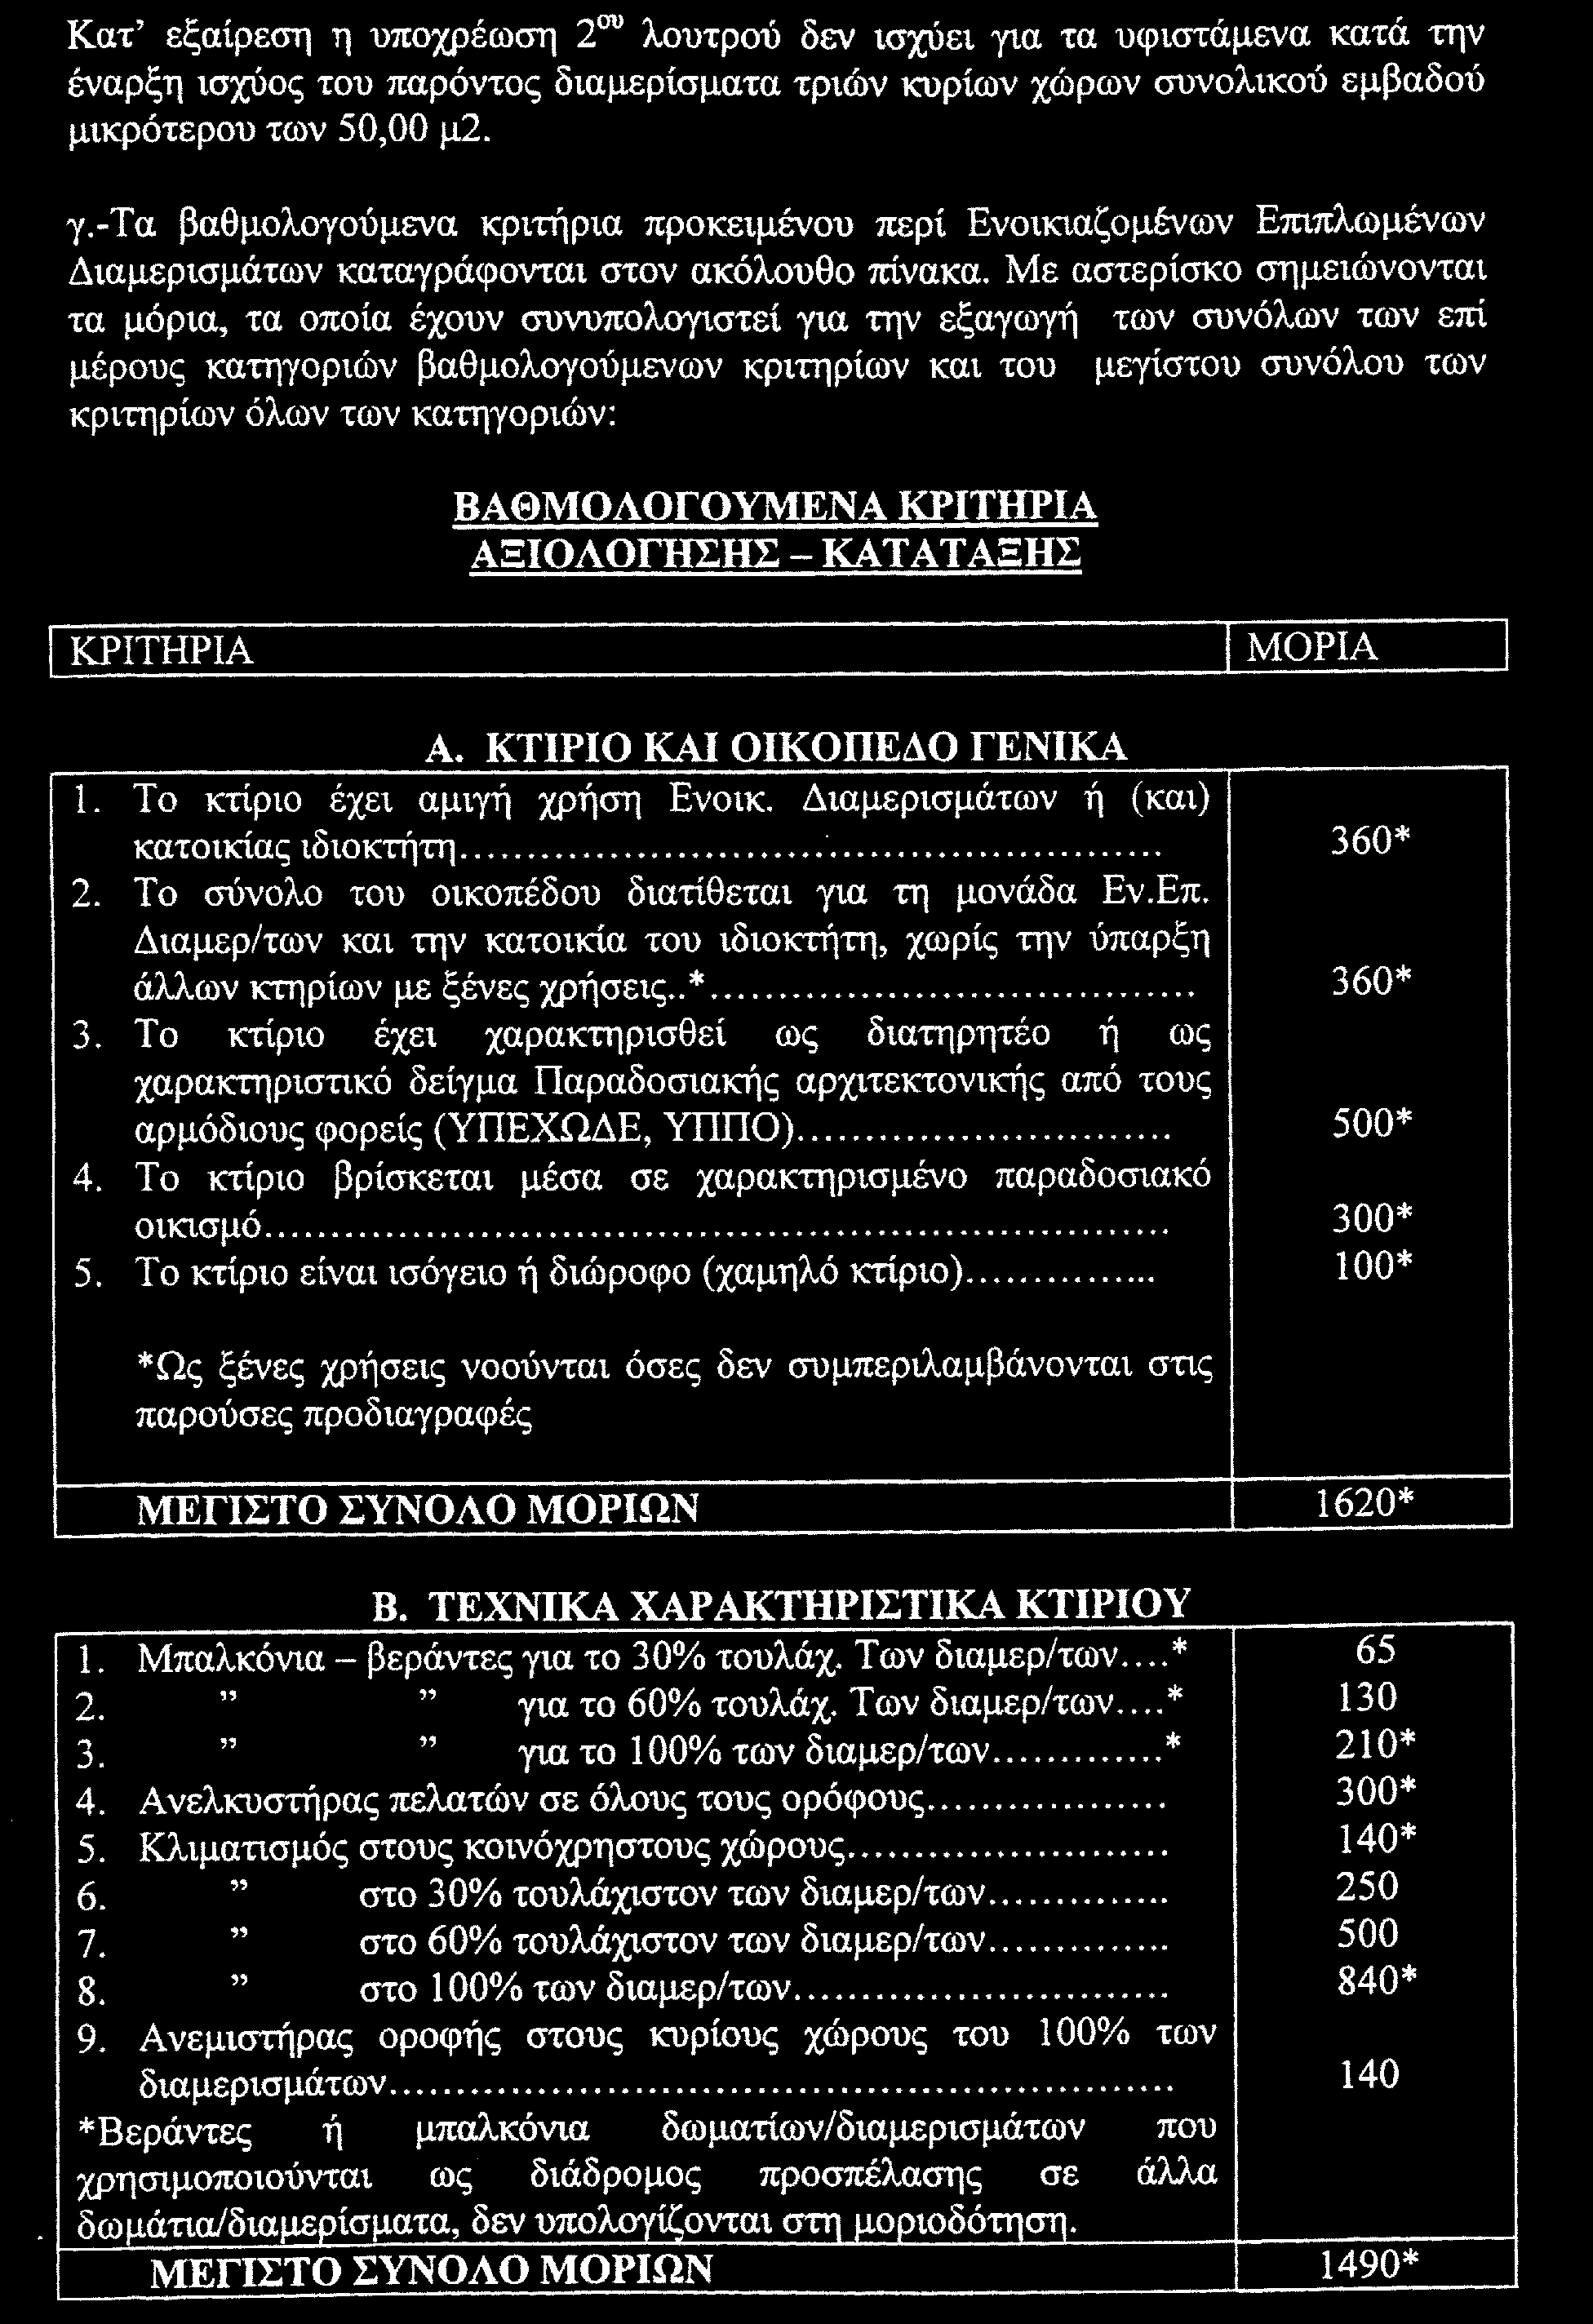 Κατ’ εξαίρεση η υποχρέωση 2ου λουτρού δεν ισχύει για τα υφιστάμενα κατά την
έναρξη ισχύος του παρόντος διαμερίσματα τριών κυρίων χώρων συνολικού εμβαδού
μικρότερου των 50,00 μ2.
γ.-Τα βαθμολογούμενα κριτήρια προκειμένου περί Ενοικιαζομένων Επιπλωμένων
Διαμερισμάτων καταγράφονται στον ακόλουθο πίνακα. Με αστερίσκο σημειώνονται
τα μόρια, τα οποία έχουν συνυπολογιστεί για την εξαγωγή των συνόλων των επί
μέρους κατηγοριών βαθμολογούμενων κριτηρίων και του μεγίστου συνόλου των
κριτηρίων όλων των κατηγοριών:
ΒΑΘΜΟΛΟΓΟΥΜΕΝΑ ΚΡΙΤΗΡΙΑ
ΑΞΙΟΛΟΓΗΣΗΣ – ΚΑΤΑΤΑΞΗΣ
ΚΡΙΤΗΡΙΑ ΜΟΡΙΑ
Α. ΚΤΙΡΙΟ ΚΑΙ ΟΙΚΟΠΕΔΟ ΓΕΝΙΚΑ
1. Το κτίριο έχει αμιγή χρήση Ενοικ. Διαμερισμάτων ή (και)
κατοικίας ιδιοκτήτη.......................................................... 360*
2. Το σύνολο του οικοπέδου διατίθεται για τη μονάδα Εν.Επ.
Διαμερ/των και την κατοικία του ιδιοκτήτη, χωρίς την ύπαρξη
άλλων κτηρίων με ξένες χρήσεις..*........................................ 360*
3. Το κτίριο έχει χαρακτηρισθεί ως διατηρητέο ή ως
χαρακτηριστικό δείγμα Παραδοσιακής αρχιτεκτονικής από τους
αρμόδιους φορείς (ΥΠΕΧΩΔΕ, ΥΠΠΟ)............................... 500*
4. Το κτίριο βρίσκεται μέσα σε χαρακτηρισμένο παραδοσιακό
οικισμό.......................................................................... 300*
5. Το κτίριο είναι ισόγειο ή διώροφο (χαμηλό κτίριο)............... 100*
*Ως ξένες χρήσεις νοούνται όσες δεν συμπεριλαμβάνονται στις
παρούσες προδιαγραφές
ΜΕΓΙΣΤΟ ΣΥΝΟΛΟ ΜΟΡΙΩΝ 1620*
Β. ΤΕΧΝΙΚΑ ΧΑΡΑΚΤΗΡΙΣΤΙΚΑ ΚΤΙΡΙΟΥ
1. Μπαλκόνια – βεράντες για το 30% τουλάχ. Των διαμερ/των....* 65
2. ” ” για το 60% τουλάχ. Των διαμερ/των....* 130
3. ” ” για το 100% των διαμερ/των.............* 210*
4. Ανελκυστήρας πελατών σε όλους τους ορόφους................... 300*
5. Κλιματισμός στους κοινόχρηστους χώρους.......................... 140*
6. ” στο 30% τουλάχιστον των διαμερ/των.............. 250
7. ” στο 60% τουλάχιστον των διαμερ/των.............. 500
8. ” στο 100% των διαμερ/των.............................. 840*
9. Ανεμιστήρας οροφής στους κυρίους χώρους του 100% των
διαμερισμάτων................................................................ 140
*Βεράντες ή μπαλκόνια δωματίων/διαμερισμάτων που
χρησιμοποιούνται ως διάδρομος προσπέλασης σε άλλα
δωμάτια/διαμερίσματα, δεν υπολογίζονται στη μοριοδότηση.
ΜΕΓΙΣΤΟ ΣΥΝΟΛΟ ΜΟΡΙΩΝ 1490*